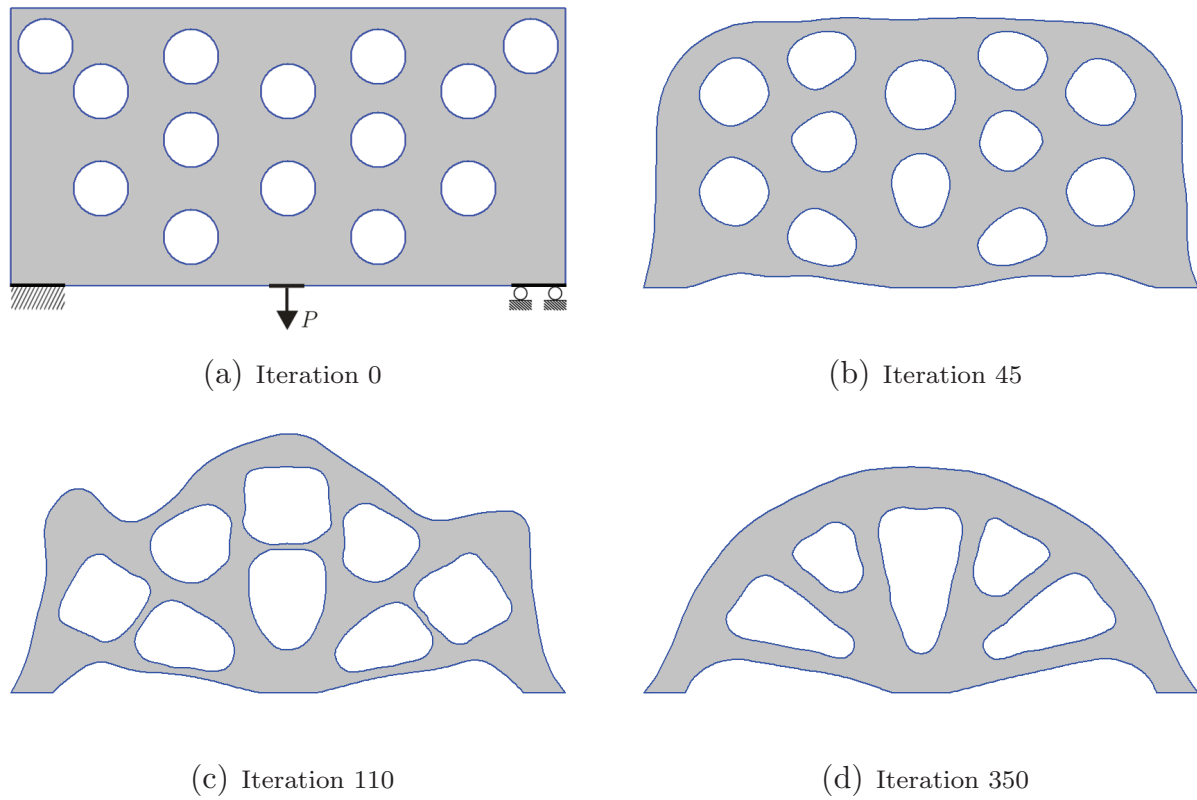 P
(a) Iteration 0
(b) Iteration 45
(c) Iteration 110
(d) Iteration 350